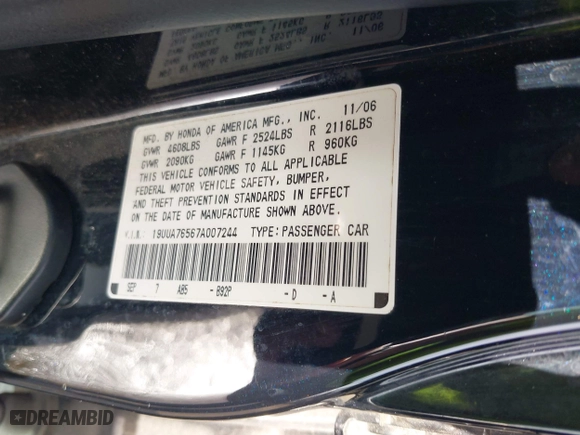 MFD. BY HONDA OF AMERICA MFG., INC. 11/06
GVWR 4608LBS GAWR F 2524LBS R 2116LBS
GVWR 2090KG GAWR F 1145KG R 960KG
THIS VEHICLE CONFORMS TO ALL APPLICABLE
FEDERAL MOTOR VEHICLE SAFETY, BUMPER,
AND THEFT PREVENTION STANDARDS IN EFFECT
ON THE DATE OF MANUFACTURE SHOWN ABOVE.
V.I.N. 19UUA76567A007244 TYPE: PASSENGER CAR
SEP 7 AB5 -B92P -D -A
DREAMBID